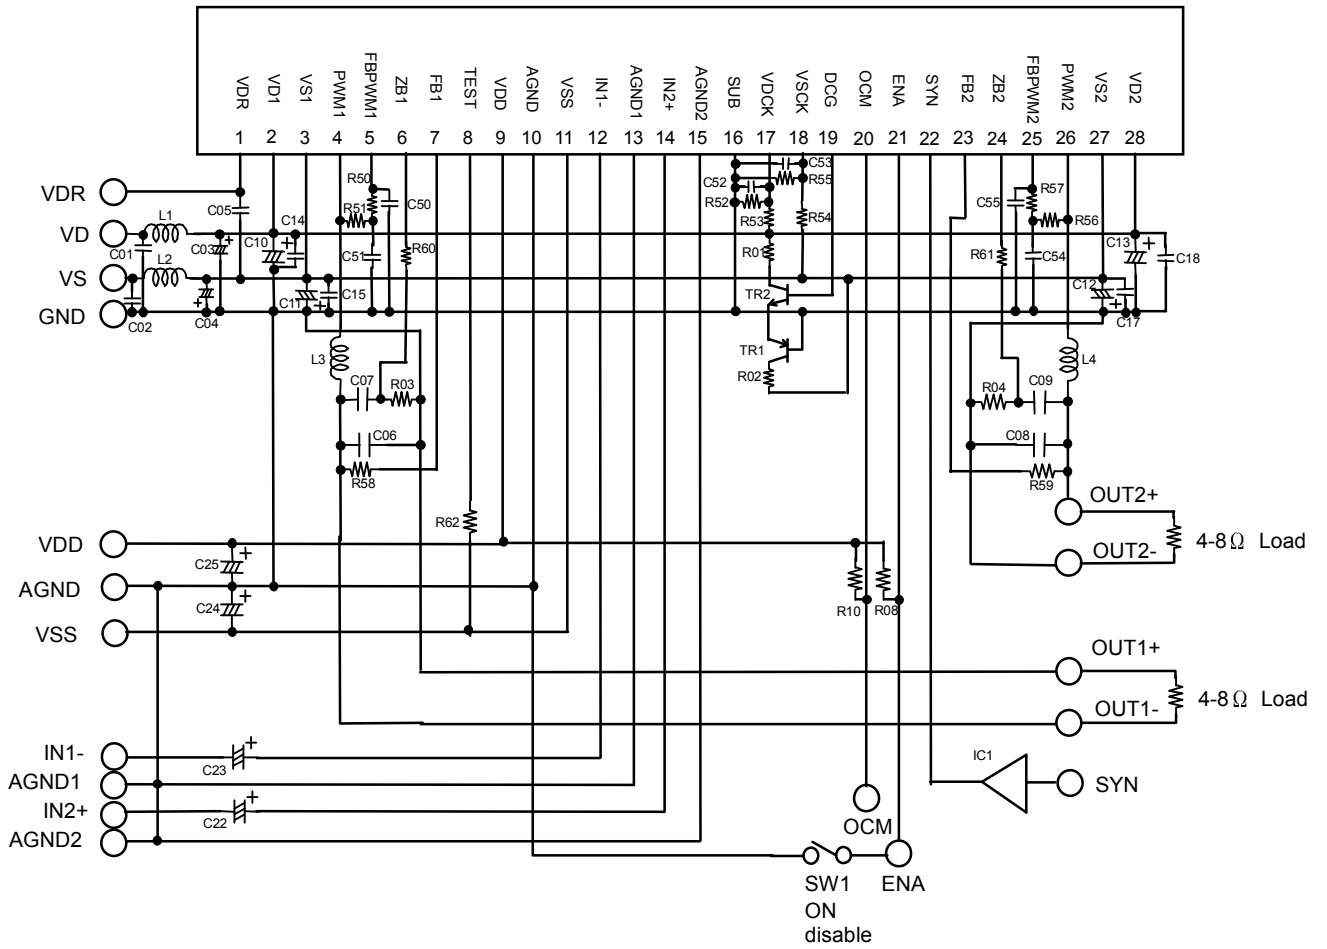 VDR VD1 VS1 PWM1 FBPWM1 ZB1 FB1 TEST VDD AGND VSS IN1- AGND1 IN2+ AGND2 SUB VDCK VSCK DCG OCM ENA SYN FB2 ZB2 FBPWM2 PWM2 VS2 VD2
1 2 3 4 5 6 7 8 9 10 11 12 13 14 15 16 17 18 19 20 21 22 23 24 25 26 27 28
C53
R50 C52 R55 R57
VDR
C05 R51 C50 R52 C55
L1 C14 R53 R54 R56
VD
C01 C03 + C10 + R60 C13 +
C51 R01 R61 C54 C18
L2
VS
C11 C15 TR2 C12
+ + + +
GND
C02 C04 C17
L3 TR1 L4
R02
C07 R03 R04 C09
C06 C08
R58 R59
OUT2+
R62
VDD
4-8Ω Load
OUT2-
C25 +
AGND
C24 +
R10 R08
VSS
OUT1+
4-8Ω Load
OUT1-
IN1- +
C23 IC1
AGND1 SYN
IN2+ +
C22
OCM
AGND2
SW1 ENA
ON
disable